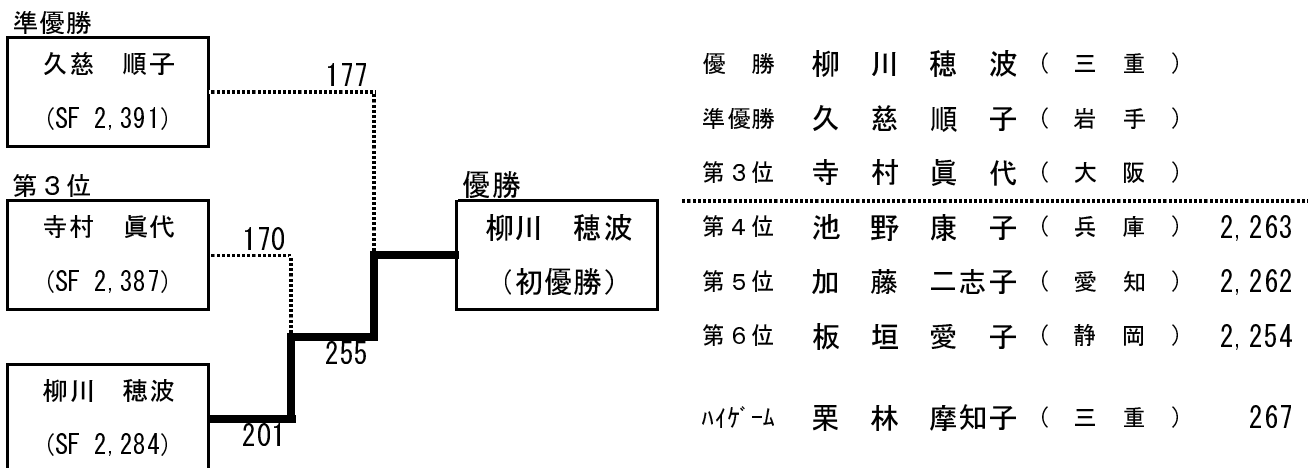 準優勝
久慈　順子
(SF 2,391)
177
第３位
寺村　眞代
(SF 2,387)
170
優勝
柳川　穂波
（初優勝）
255
柳川　穂波
(SF 2,284)
201
優　勝　柳　川　穂　波　（　三　重　）
準優勝　久　慈　順　子　（　岩　手　）
第３位　寺　村　眞　代　（　大　阪　）
第４位　池　野　康　子　（　兵　庫　）　2,263
第５位　加　藤　二志子　（　愛　知　）　2,262
第６位　板　垣　愛　子　（　静　岡　）　2,254
ﾊｲｹﾞｰﾑ　栗　林　摩知子　（　三　重　）　267